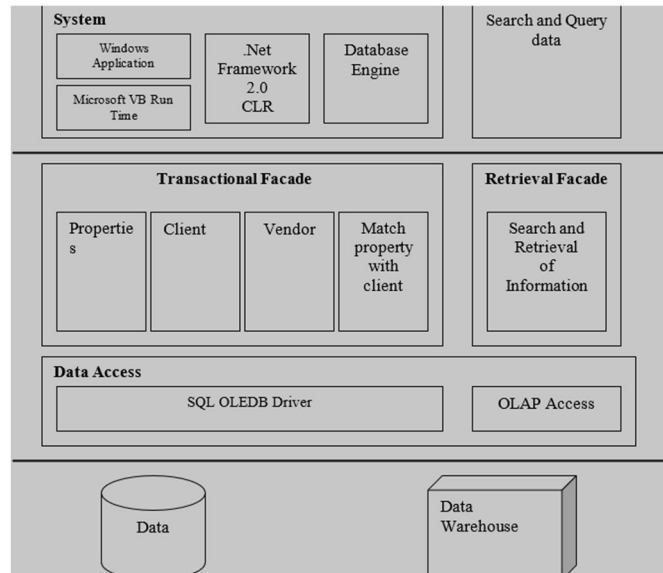 System
Windows
Application
Microsoft VB Run
Time
.Net
Framework
2.0
CLR
Database
Engine
Search and Query
data
Transactional Facade
Propertie
s
Client
Vendor
Match
property
with
client
Retrieval Facade
Search and
Retrieval
of
Information
Data Access
SQL OLEDB Driver
OLAP Access
Data
Data
Warehouse